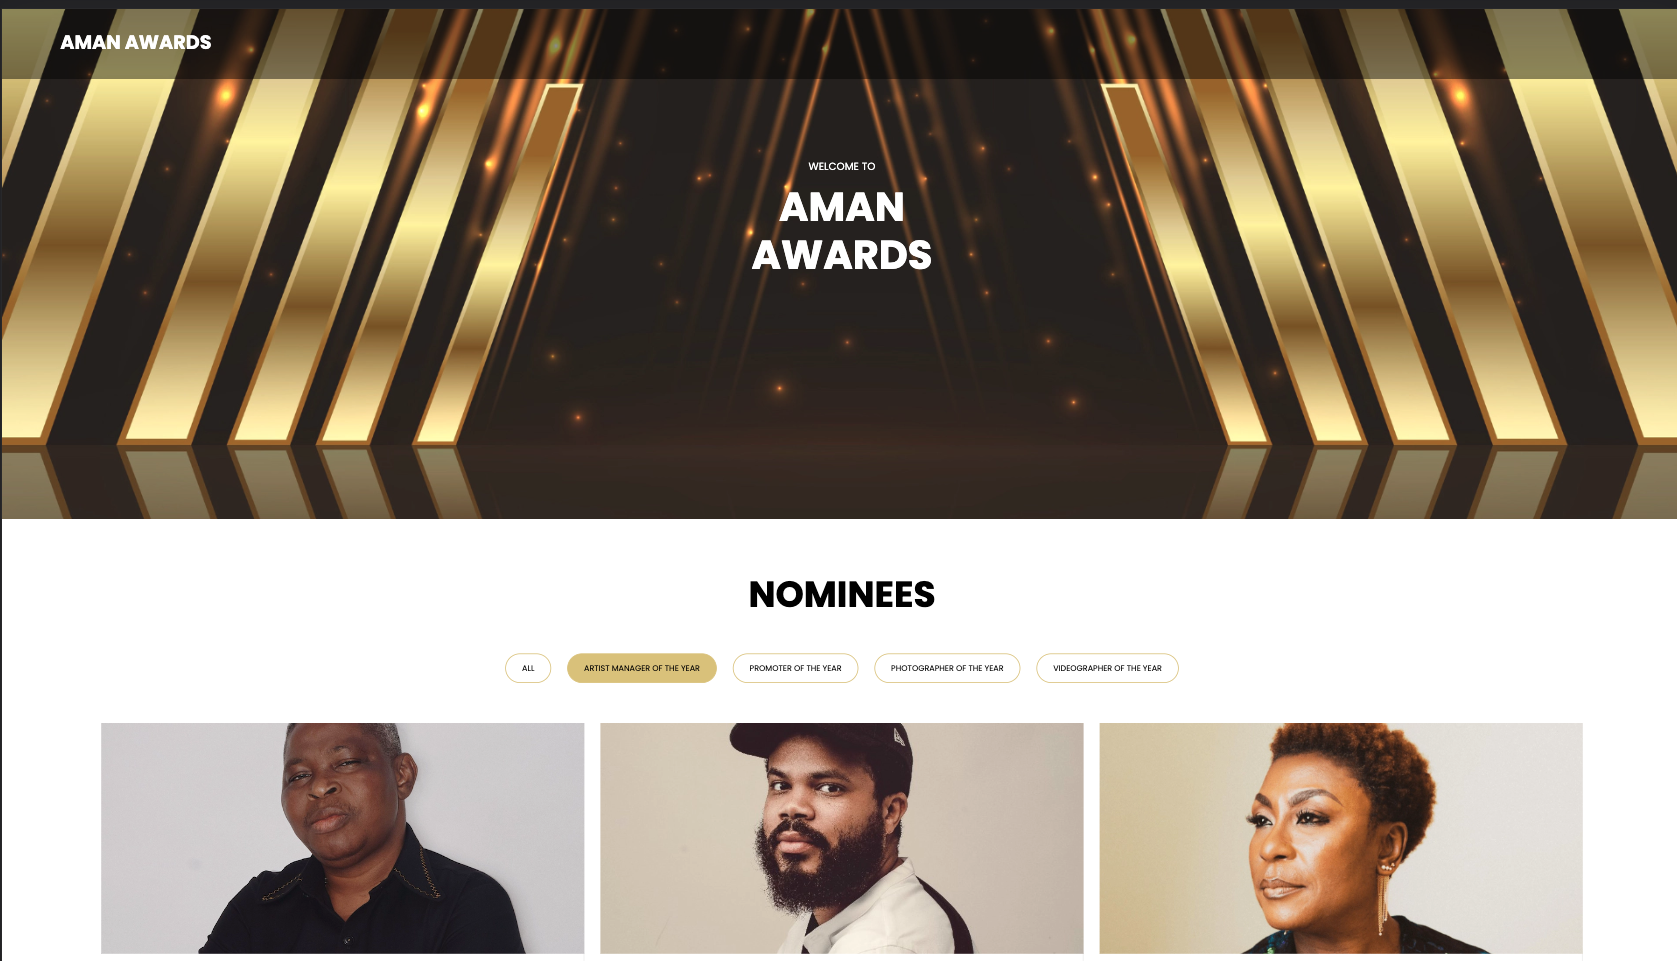 AMAN AWARDS
WELCOME TO
AMAN
AWARDS
NOMINEES
ALL
ARTIST MANAGER OF THE YEAR
PROMOTER OF THE YEAR
PHOTOGRAPHER OF THE YEAR
VIDEOGRAPHER OF THE YEAR